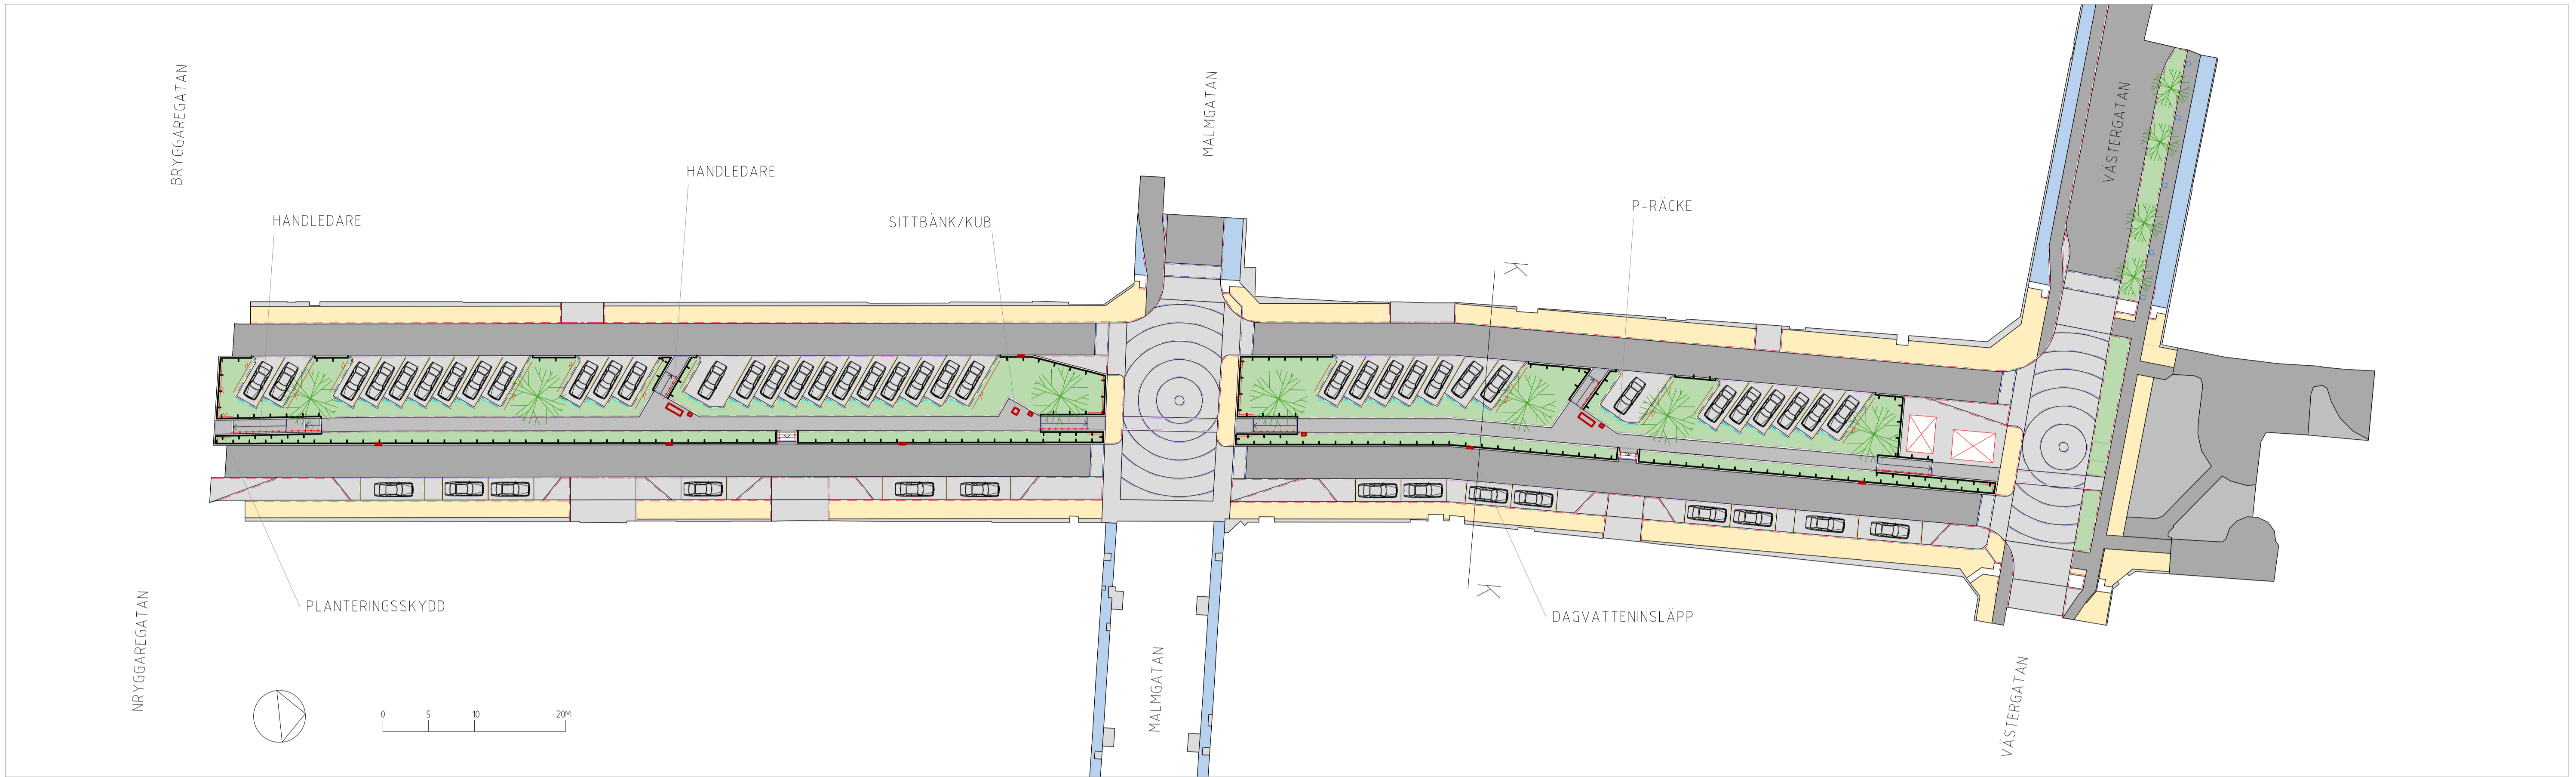 BRYGGAREGATAN
MALMGATAN
VÄSTERGATAN
HANDLEDARE
HANDLEDARE
SITTBÄNK/KUB
P-RÄCKE
K
K
PLANTERINGSSKYDD
DAGVATTENINSLÄPP
NRYGGAREGATAN
MALMGATAN
VÄSTERGATAN
0 5 10 20M